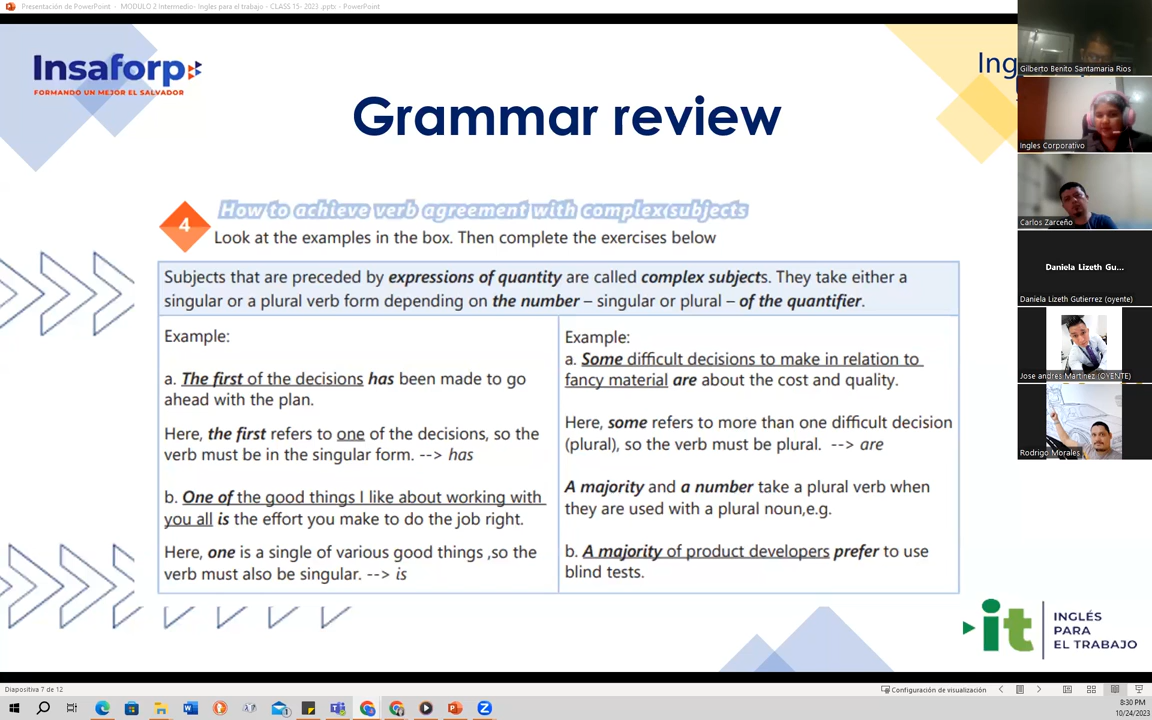 Presentación de PowerPoint - MODULO 2 Intermedio- Ingles para el trabajo - CLASS 15- 2023 .pptx - PowerPoint
Insaforp
FORMANDO UN MEJOR EL SALVADOR
Ing
Grammar review
4
How to achieve verb agreement with complex subjects
Look at the examples in the box. Then complete the exercises below
Subjects that are preceded by expressions of quantity are called complex subjects. They take either a
singular or a plural verb form depending on the number – singular or plural – of the quantifier.
Example:
a. The first of the decisions has been made to go
ahead with the plan.
Here, the first refers to one of the decisions, so the
verb must be in the singular form. --> has
b. One of the good things I like about working with
you all is the effort you make to do the job right.
Here, one is a single of various good things ,so the
verb must also be singular. --> is
Example:
a. Some difficult decisions to make in relation to
fancy material are about the cost and quality.
Here, some refers to more than one difficult decision
(plural), so the verb must be plural. --> are
A majority and a number take a plural verb when
they are used with a plural noun,e.g.
b. A majority of product developers prefer to use
blind tests.
it
INGLÉS
PARA
EL TRABAJO
Gilberto Benito Santamaria Rios
Ingles Corporativo
Carlos Zarceño
Daniela Lizeth Gu...
Daniela Lizeth Gutierrez (oyente)
Jose andres Martinez (OYENTE)
Rodrigo Morales
Diapositiva 7 de 12
Configuración de visualización
8:30 PM
10/24/2023